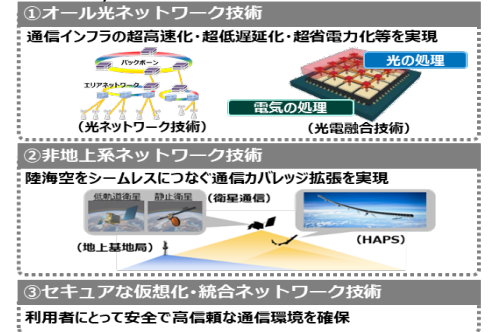 ①オール光ネットワーク技術
通信インフラの超高速化・超低遅延化・超省電力化等を実現
バックボーン
エリアネットワーク
光の処理
電気の処理
(光ネットワーク技術)
(光電融合技術)
②非地上系ネットワーク技術
陸海空をシームレスにつなぐ通信カバレッジ拡張を実現
低軌道衛星
静止衛星
(衛星通信)
(地上基地局)
(HAPS)
③セキュアな仮想化・統合ネットワーク技術
利用者にとって安全で高信頼な通信環境を確保